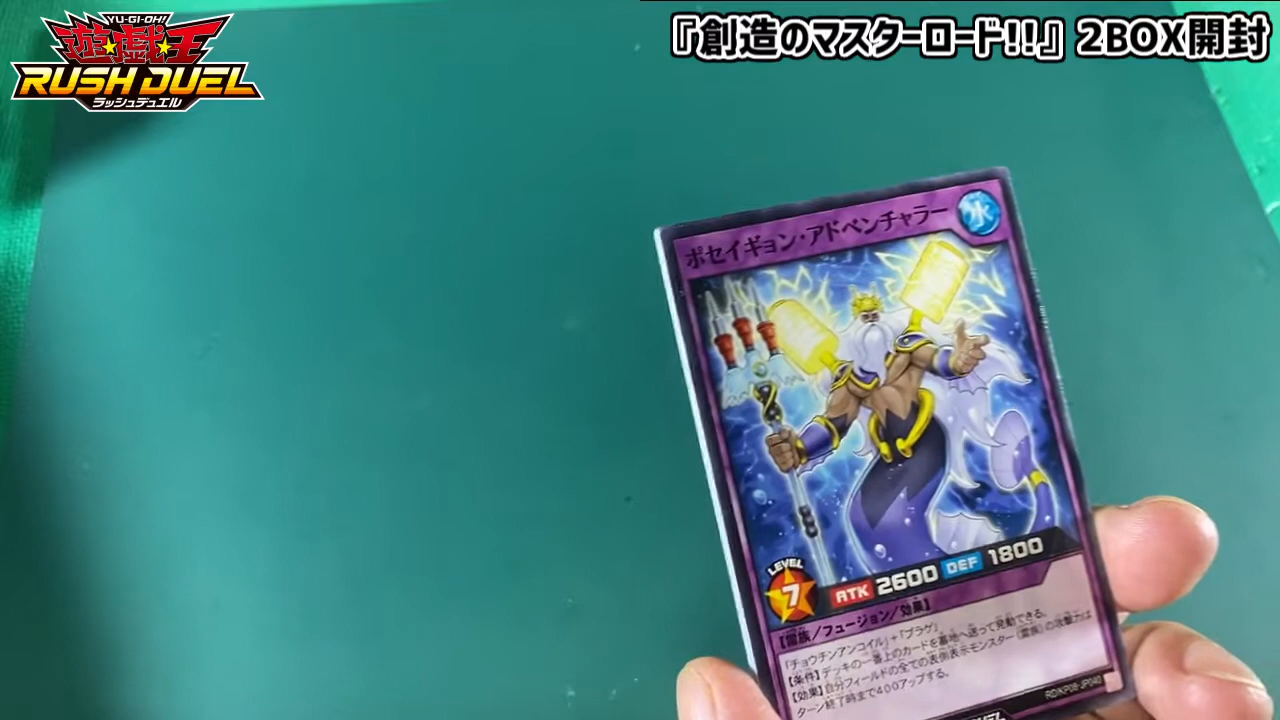 YU-GI-OH!
遊☆戯☆王
RUSH DUEL
ラッシュデュエル
『創造のマスターロード!!』2BOX開封
ポセイギョン・アドベンチャラー
水
LEVEL
7
ATK 2600 DEF 1800
【雷族/フュージョン/効果】
「チョウチンアンコイル」+「プラゲ」
【条件】デッキの一番上のカードを墓地へ送って発動できる。
【効果】自分フィールドの全ての表側表示モンスター(雷族)の攻撃力は
ターン終了時まで400アップする。
RD/KP08-JP040